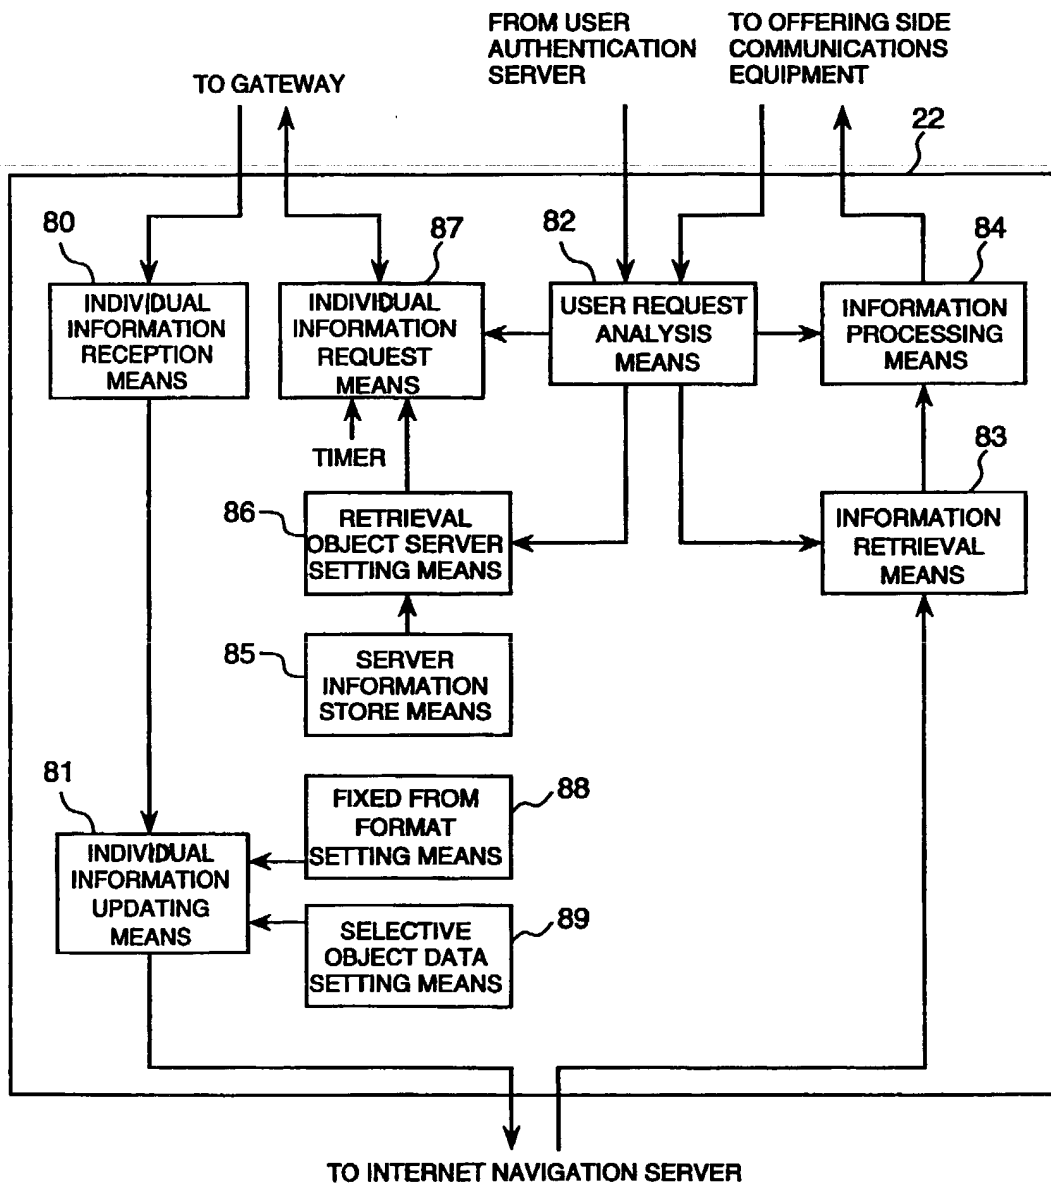 FROM USER
AUTHENTICATION
SERVER
TO OFFERING SIDE
COMMUNICATIONS
EQUIPMENT
TO GATEWAY
22
80
INDIVIDUAL
INFORMATION
RECEPTION
MEANS
87
INDIVIDUAL
INFORMATION
REQUEST
MEANS
TIMER
82
USER REQUEST
ANALYSIS
MEANS
84
INFORMATION
PROCESSING
MEANS
86
RETRIEVAL
OBJECT SERVER
SETTING MEANS
83
INFORMATION
RETRIEVAL
MEANS
85
SERVER
INFORMATION
STORE MEANS
81
INDIVIDUAL
INFORMATION
UPDATING
MEANS
88
FIXED FROM
FORMAT
SETTING MEANS
89
SELECTIVE
OBJECT DATA
SETTING MEANS
TO INTERNET NAVIGATION SERVER